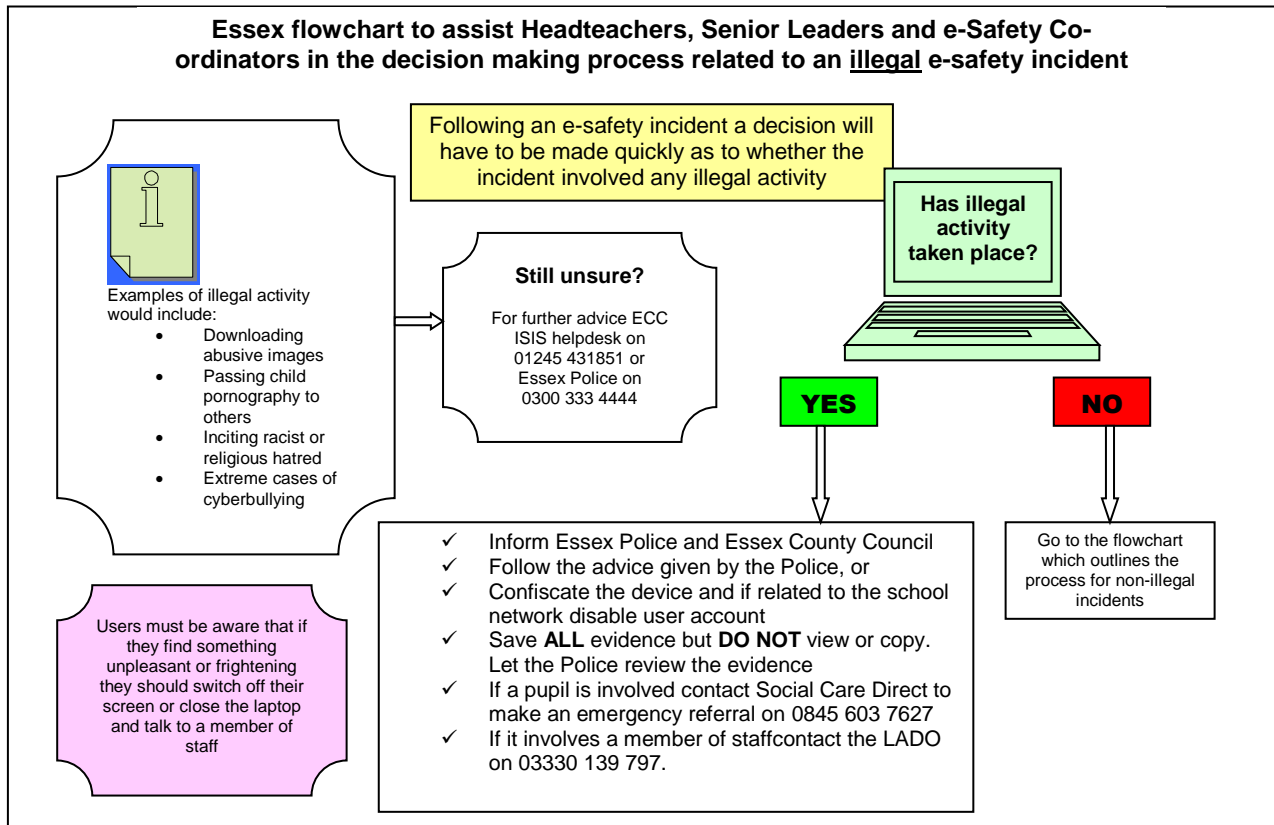 Essex flowchart to assist Headteachers, Senior Leaders and e-Safety Co-
ordinators in the decision making process related to an illegal e-safety incident
Following an e-safety incident a decision will
have to be made quickly as to whether the
incident involved any illegal activity
Has illegal
activity
taken place?
i
Examples of illegal activity
would include:
• Downloading
abusive images
• Passing child
pornography to
others
• Inciting racist or
religious hatred
• Extreme cases of
cyberbullying
Still unsure?
For further advice ECC
ISIS helpdesk on
01245 431851 or
Essex Police on
0300 333 4444
YES
NO
✓ Inform Essex Police and Essex County Council
✓ Follow the advice given by the Police, or
✓ Confiscate the device and if related to the school
network disable user account
✓ Save ALL evidence but DO NOT view or copy.
Let the Police review the evidence
✓ If a pupil is involved contact Social Care Direct to
make an emergency referral on 0845 603 7627
✓ If it involves a member of staffcontact the LADO
on 03330 139 797.
Go to the flowchart
which outlines the
process for non-illegal
incidents
Users must be aware that if
they find something
unpleasant or frightening
they should switch off their
screen or close the laptop
and talk to a member of
staff